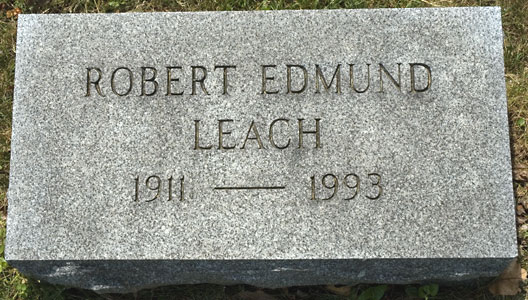 ROBERT EDMUND
LEACH
1911 — 1993